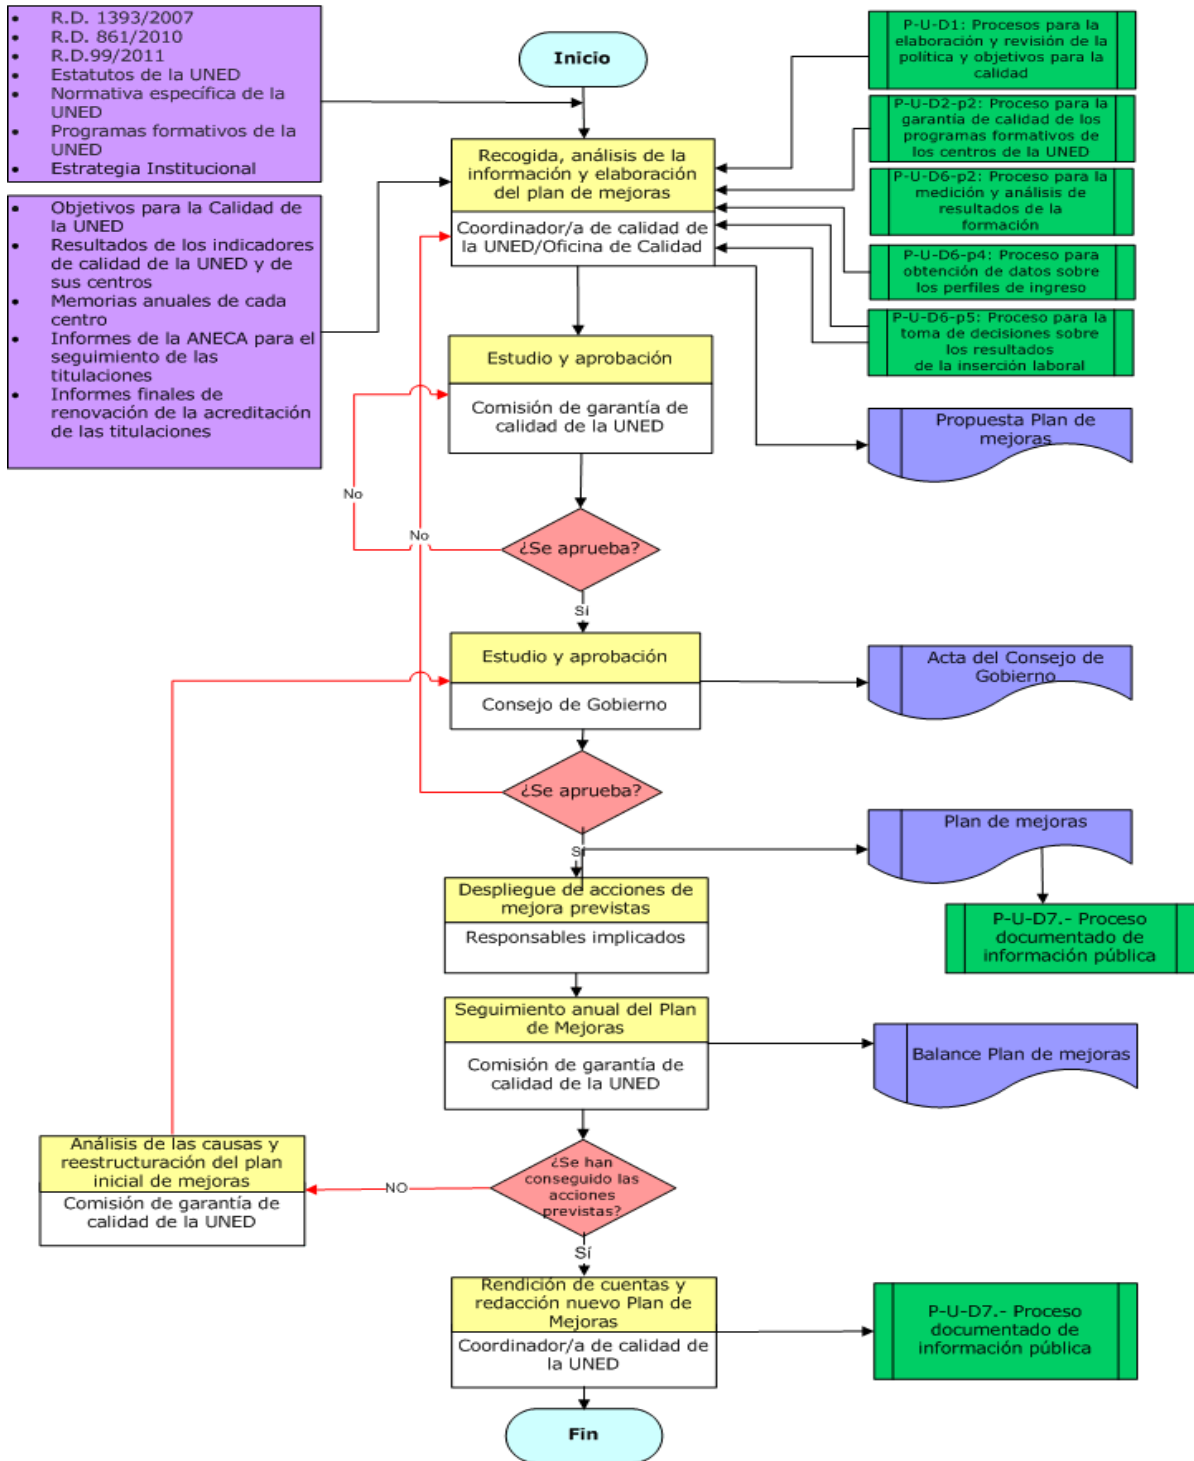 • R.D. 1393/2007
• R.D. 861/2010
• R.D.99/2011
• Estatutos de la UNED
• Normativa específica de la
UNED
• Programas formativos de la
UNED
• Estrategia Institucional
• Objetivos para la Calidad de
la UNED
• Resultados de los indicadores
de calidad de la UNED y de
sus centros
• Memorias anuales de cada
centro
• Informes de la ANECA para el
seguimiento de las
titulaciones
• Informes finales de
renovación de la acreditación
de las titulaciones
Inicio
Recogida, análisis de la
información y elaboración
del plan de mejoras
Coordinador/a de calidad de
la UNED/Oficina de Calidad
P-U-D1: Procesos para la
elaboración y revisión de la
política y objetivos para la
calidad
P-U-D2-p2: Proceso para la
garantía de calidad de los
programas formativos de
los centros de la UNED
P-U-D6-p2: Proceso para la
medición y análisis de
resultados de la
formación
P-U-D6-p4: Proceso para
obtención de datos sobre
los perfiles de ingreso
P-U-D6-p5: Proceso para la
toma de decisiones sobre
los resultados
de la inserción laboral
Estudio y aprobación
Comisión de garantía de
calidad de la UNED
Propuesta Plan de
mejoras
No
No
¿Se aprueba?
Sí
Estudio y aprobación
Consejo de Gobierno
Acta del Consejo de
Gobierno
¿Se aprueba?
Sí
Plan de mejoras
Despliegue de acciones de
mejora previstas
Responsables implicados
P-U-D7.- Proceso
documentado de
información pública
Seguimiento anual del Plan
de Mejoras
Comisión de garantía de
calidad de la UNED
Balance Plan de mejoras
Análisis de las causas y
reestructuración del plan
inicial de mejoras
Comisión de garantía de
calidad de la UNED
NO
¿Se han
conseguido las
acciones
previstas?
Sí
Rendición de cuentas y
redacción nuevo Plan de
Mejoras
Coordinador/a de calidad de
la UNED
P-U-D7.- Proceso
documentado de
información pública
Fin